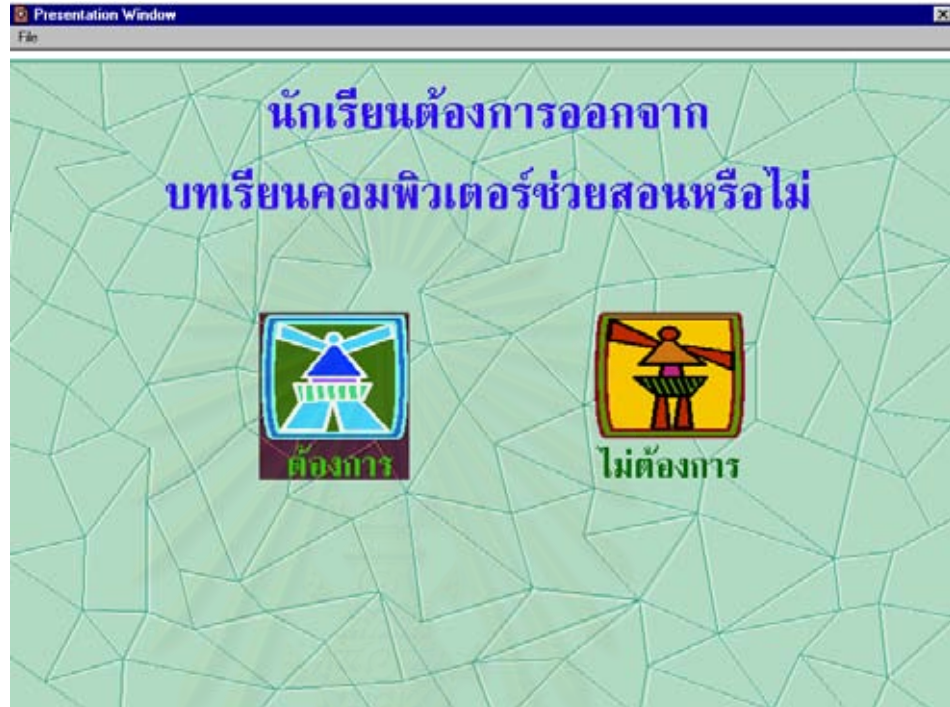 Presentation Window
File
นักเรียนต้องการออกจาก
บทเรียนคอมพิวเตอร์ช่วยสอนหรือไม่
ต้องการ
ไม่ต้องการ